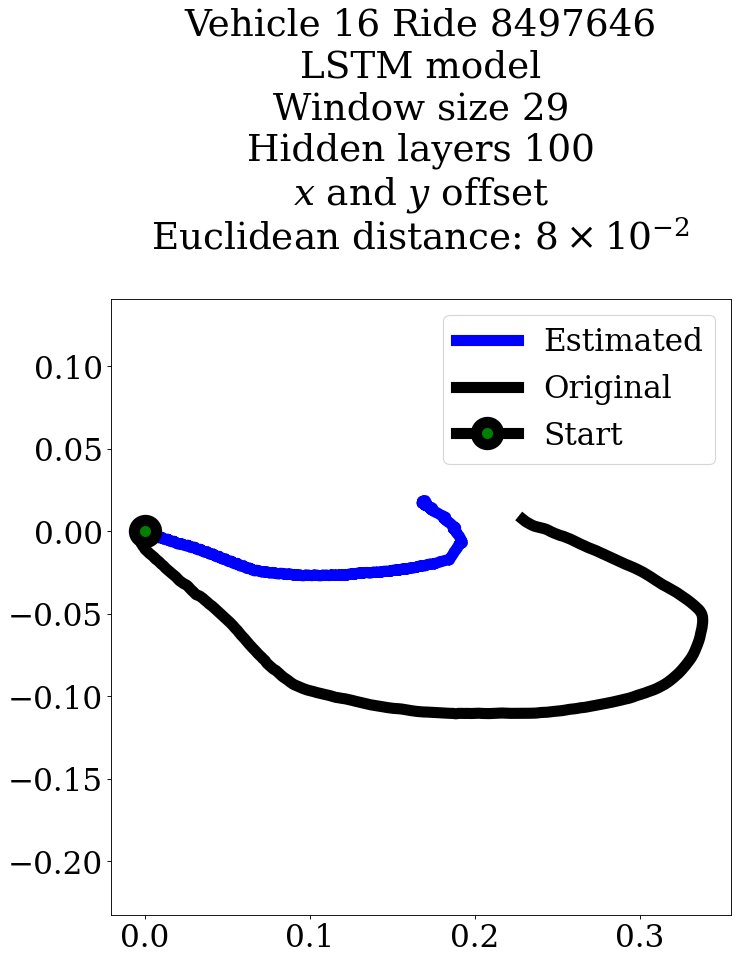 Vehicle 16 Ride 8497646
LSTM model
Window size 29
Hidden layers 100
x and y offset
Euclidean distance: 8 × 10⁻²
Estimated
Original
Start
0.10
0.05
0.00
−0.05
−0.10
−0.15
−0.20
0.0 0.1 0.2 0.3